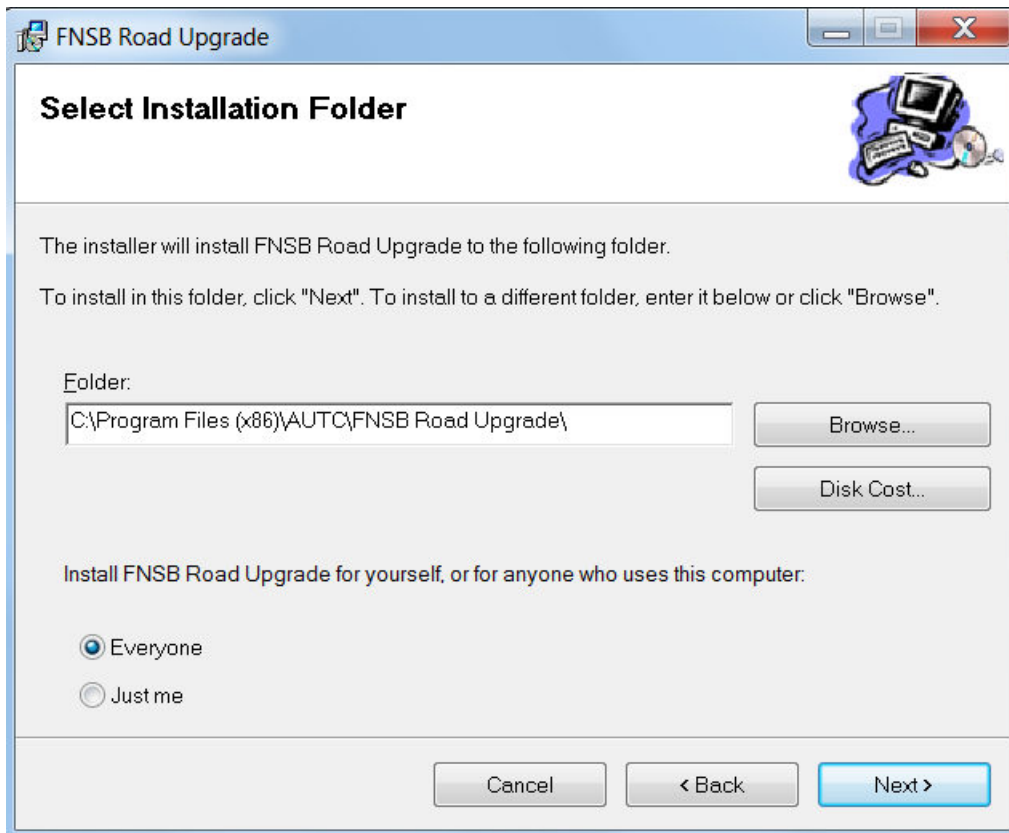 FNSB Road Upgrade
Select Installation Folder
The installer will install FNSB Road Upgrade to the following folder.
To install in this folder, click "Next". To install to a different folder, enter it below or click "Browse".
Folder:
C:\Program Files (x86)\AUTC\FNSB Road Upgrade\
Browse...
Disk Cost...
Install FNSB Road Upgrade for yourself, or for anyone who uses this computer:
Everyone
Just me
Cancel
< Back
Next >